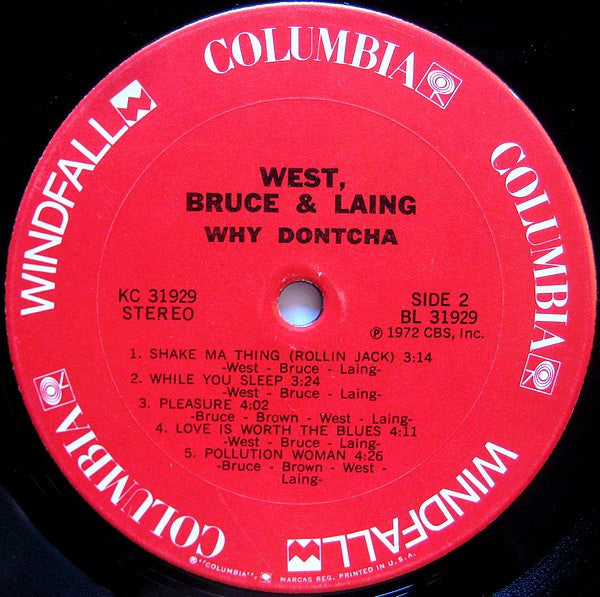 COLUMBIA
WINDFALL
COLUMBIA
WEST,
BRUCE & LAING
WHY DONTCHA
KC 31929
STEREO
SIDE 2
BL 31929
℗ 1972 CBS, Inc.
1. SHAKE MA THING (ROLLIN JACK) 3:14
-West - Bruce - Laing-
2. WHILE YOU SLEEP 3:24
-West - Bruce - Laing-
3. PLEASURE 4:02
-Bruce - Brown - West - Laing-
4. LOVE IS WORTH THE BLUES 4:11
-West - Bruce - Laing-
5. POLLUTION WOMAN 4:26
-Bruce - Brown - West -
Laing-
COLUMBIA
WINDFALL
® "COLUMBIA",
MARCAS REG. PRINTED IN U.S.A.